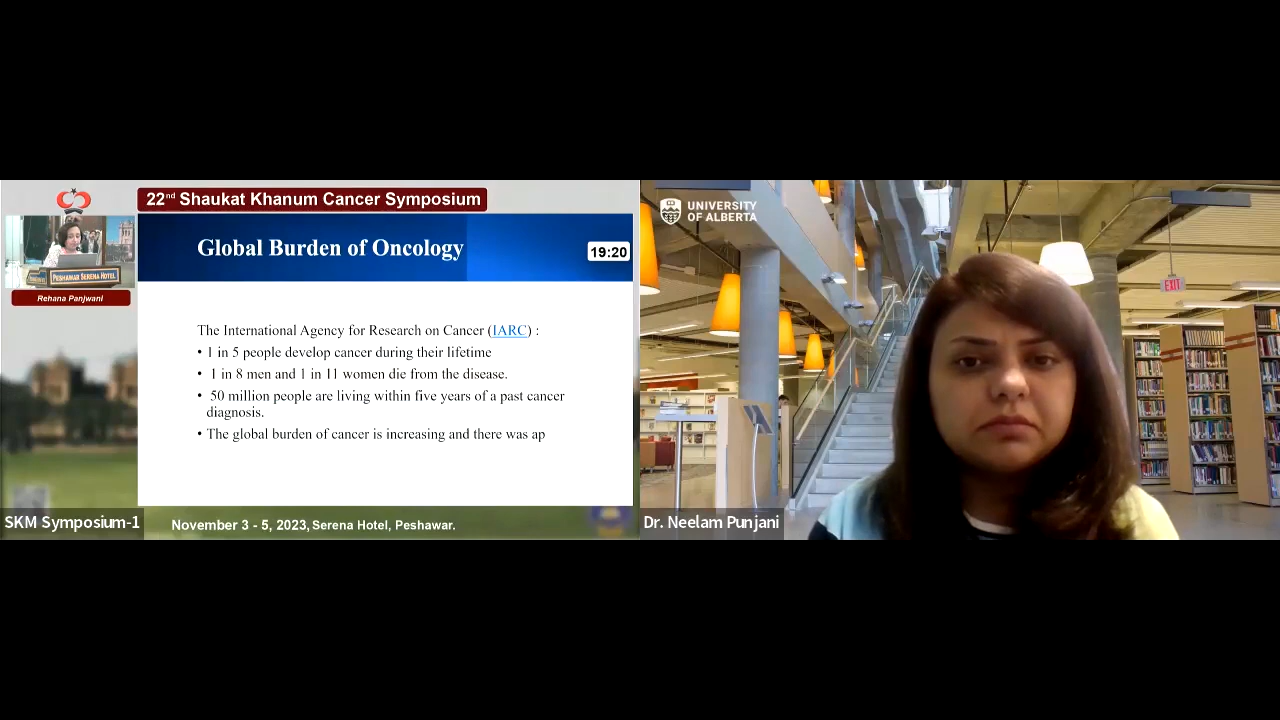 22nd Shaukat Khanum Cancer Symposium
Global Burden of Oncology
19:20
PESHAWAR SERENA HOTEL
Rehana Panjwani
The International Agency for Research on Cancer (IARC) :
• 1 in 5 people develop cancer during their lifetime
• 1 in 8 men and 1 in 11 women die from the disease.
• 50 million people are living within five years of a past cancer
diagnosis.
• The global burden of cancer is increasing and there was ap
SKM Symposium-1
November 3 - 5, 2023, Serena Hotel, Peshawar.
UNIVERSITY
OF ALBERTA
EXIT
Dr. Neelam Punjani